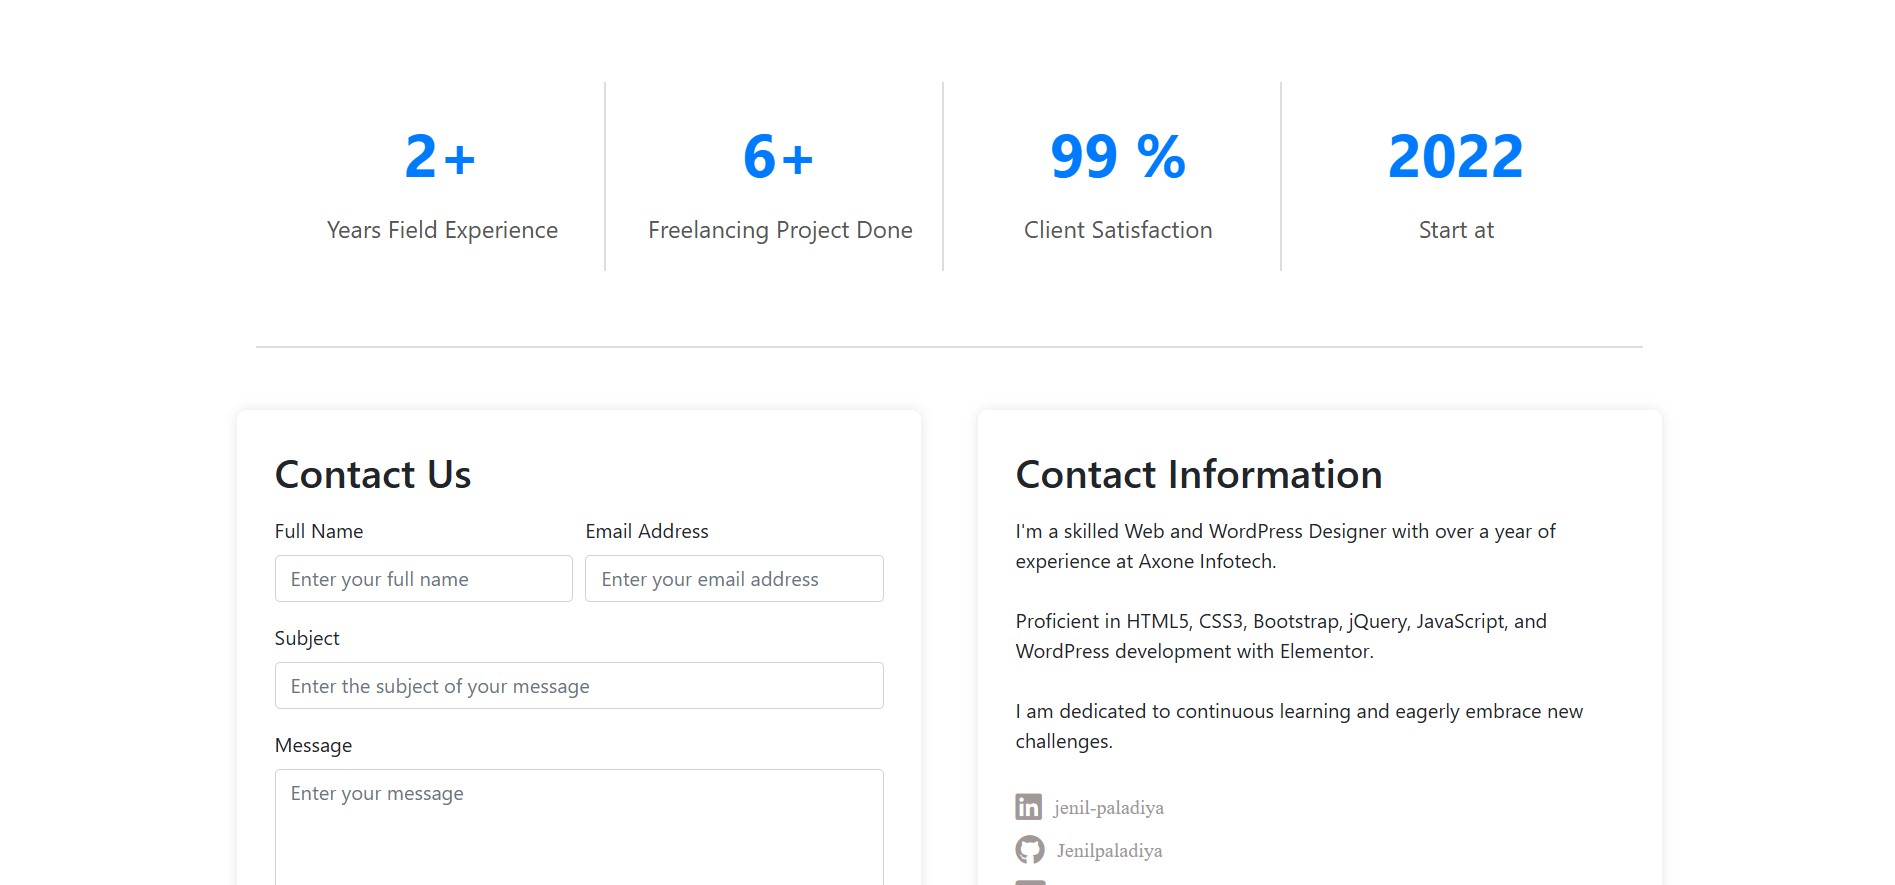 2+
Years Field Experience
6+
Freelancing Project Done
99 %
Client Satisfaction
2022
Start at
Contact Us
Full Name
Enter your full name
Email Address
Enter your email address
Subject
Enter the subject of your message
Message
Enter your message
Contact Information
I'm a skilled Web and WordPress Designer with over a year of
experience at Axone Infotech.
Proficient in HTML5, CSS3, Bootstrap, jQuery, JavaScript, and
WordPress development with Elementor.
I am dedicated to continuous learning and eagerly embrace new
challenges.
in jenil-paladiya
Jenilpaladiya